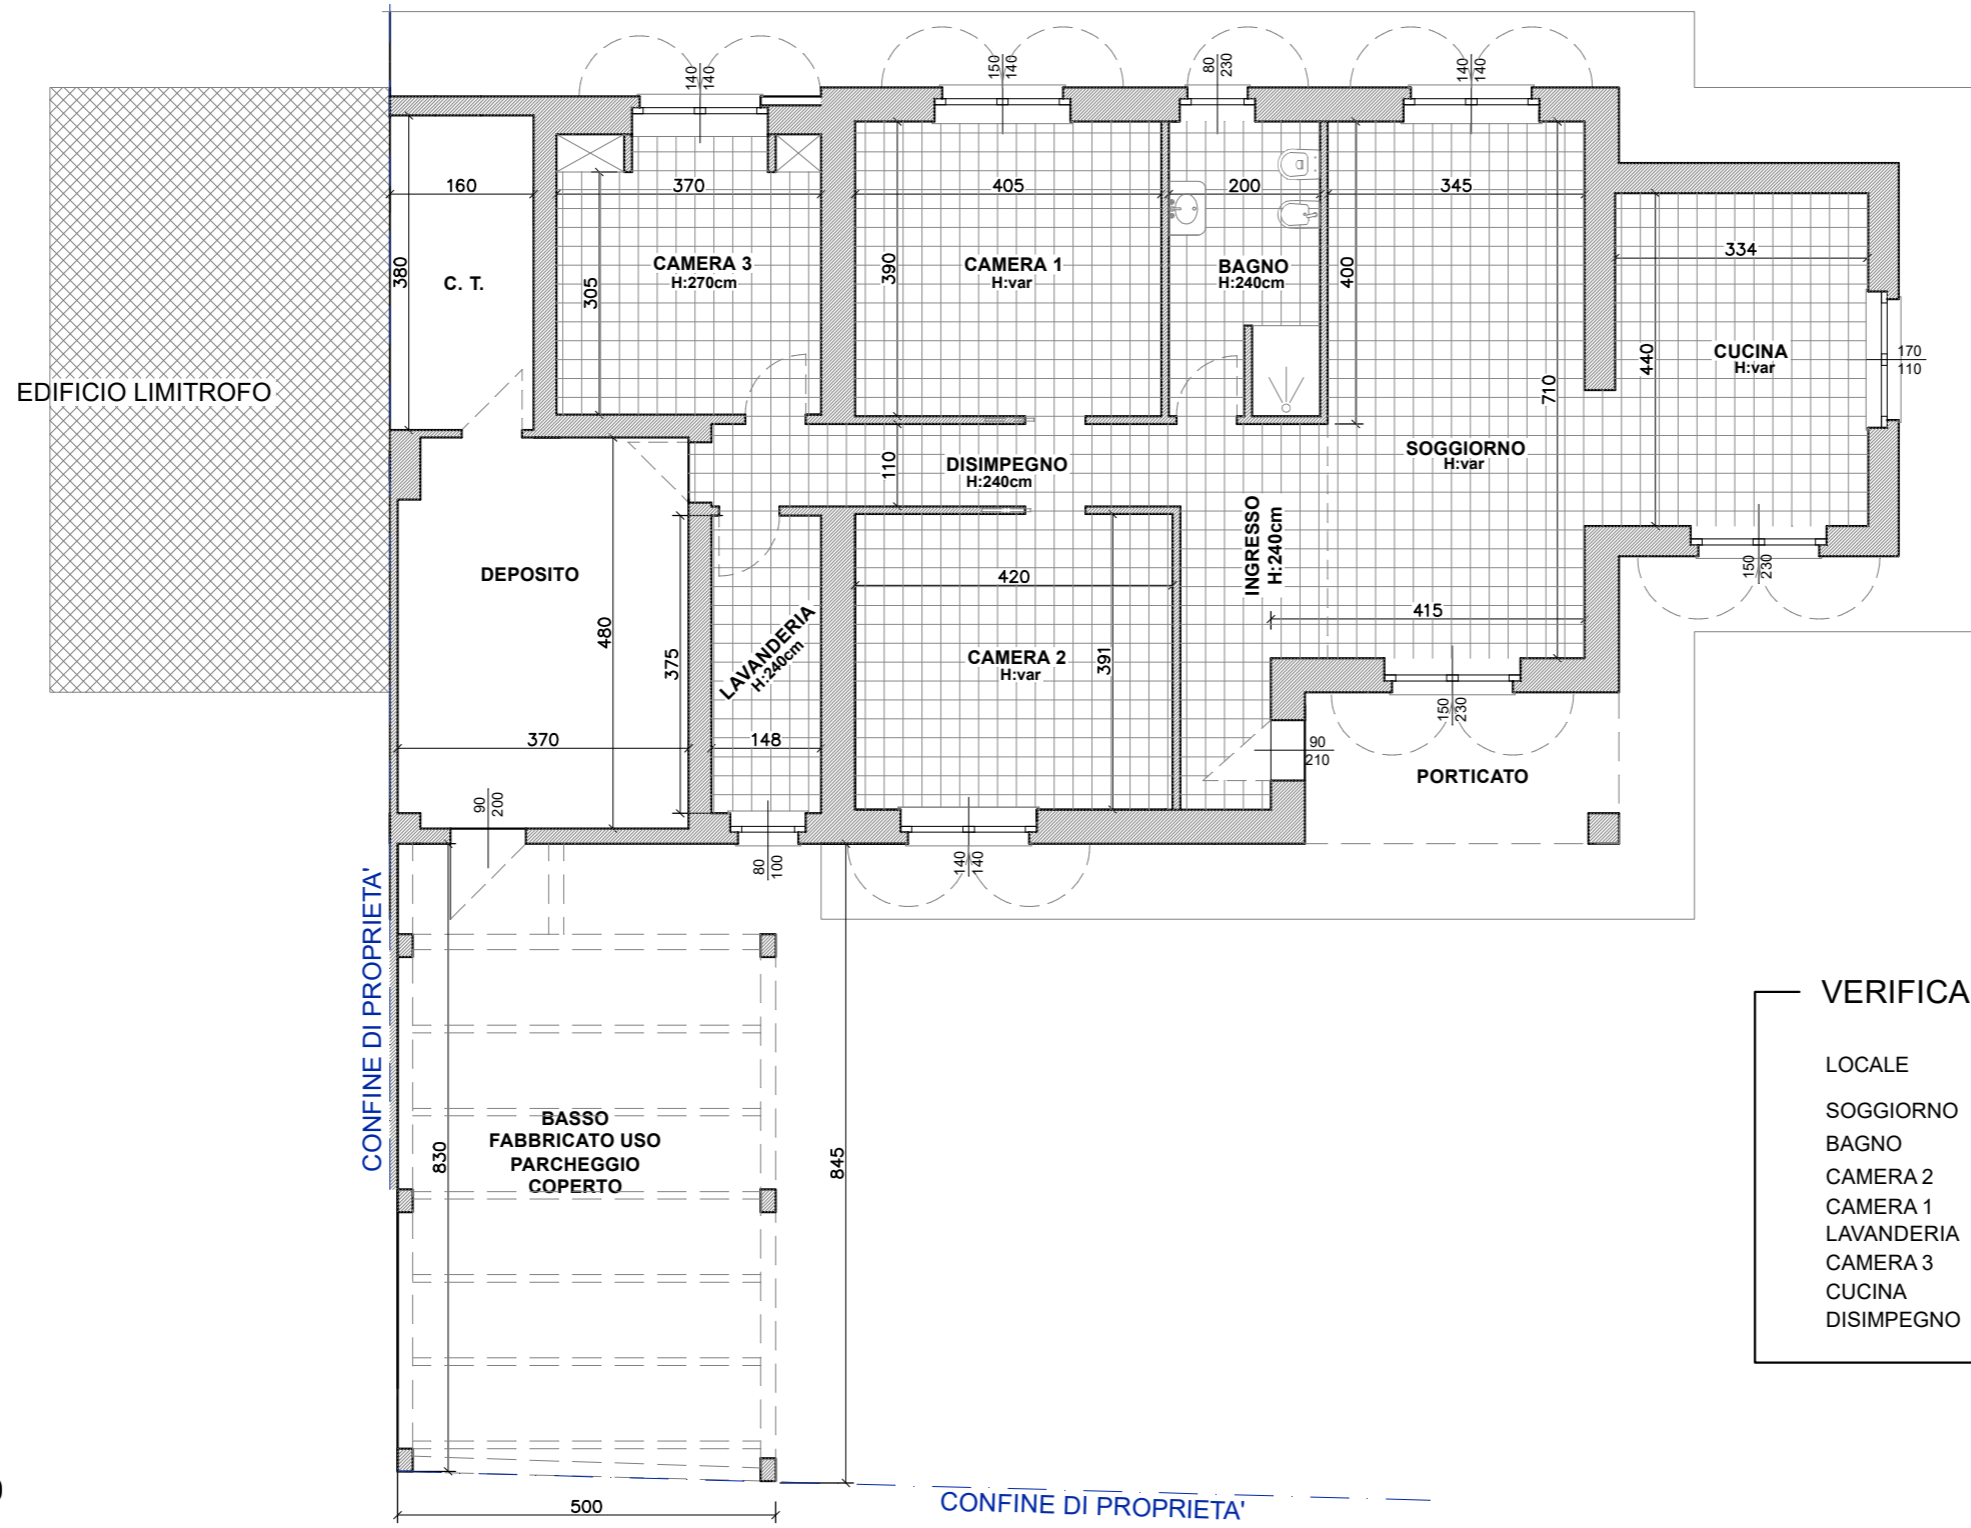 140 140
150 140
80 230
140 140
160
370
405
200
345
334
380
C. T.
305
CAMERA 3
H:270cm
390
CAMERA 1
H:var
BAGNO
H:240cm
400
710
440
CUCINA
H:var
170
110
EDIFICIO LIMITROFO
110
DISIMPEGNO
H:240cm
SOGGIORNO
H:var
INGRESSO
H:240cm
DEPOSITO
480
375
LAVANDERIA
H:240cm
420
CAMERA 2
H:var
391
415
150 230
150 230
370
148
90
210
PORTICATO
90 200
80 100
140 140
CONFINE DI PROPRIETA'
830
BASSO
FABBRICATO USO
PARCHEGGIO
COPERTO
845
500
CONFINE DI PROPRIETA'
VERIFICA
LOCALE
SOGGIORNO
BAGNO
CAMERA 2
CAMERA 1
LAVANDERIA
CAMERA 3
CUCINA
DISIMPEGNO